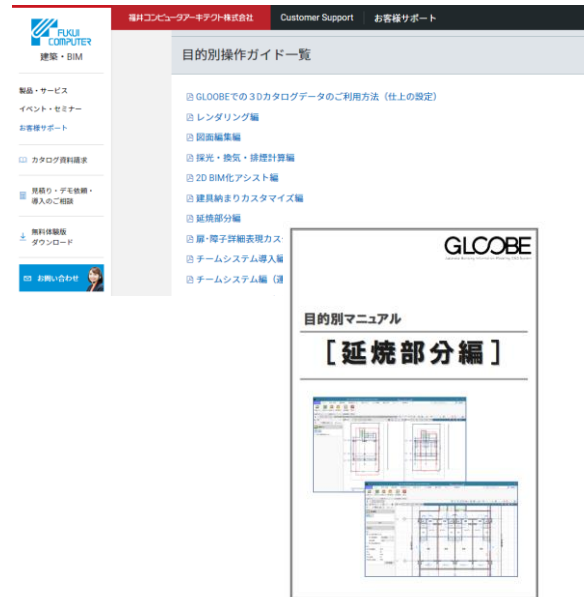 FUKUI
COMPUTER
建築・BIM
製品・サービス
イベント・セミナー
お客様サポート
カタログ資料請求
見積り・デモ依頼・
導入のご相談
無料体験版
ダウンロード
お問い合わせ
福井コンピュータアーキテクト株式会社 Customer Support お客様サポート
目的別操作ガイド一覧
GLOOBEでの3Dカタログデータのご利用方法（仕上の設定）
レンダリング編
図面編集編
採光・換気・排煙計算編
2D BIM化アシスト編
建具納まりカスタマイズ編
延焼部分編
扉・障子詳細表現カス
チームシステム導入編
チームシステム編（運
GLOOBE
目的別マニュアル
［延焼部分編］